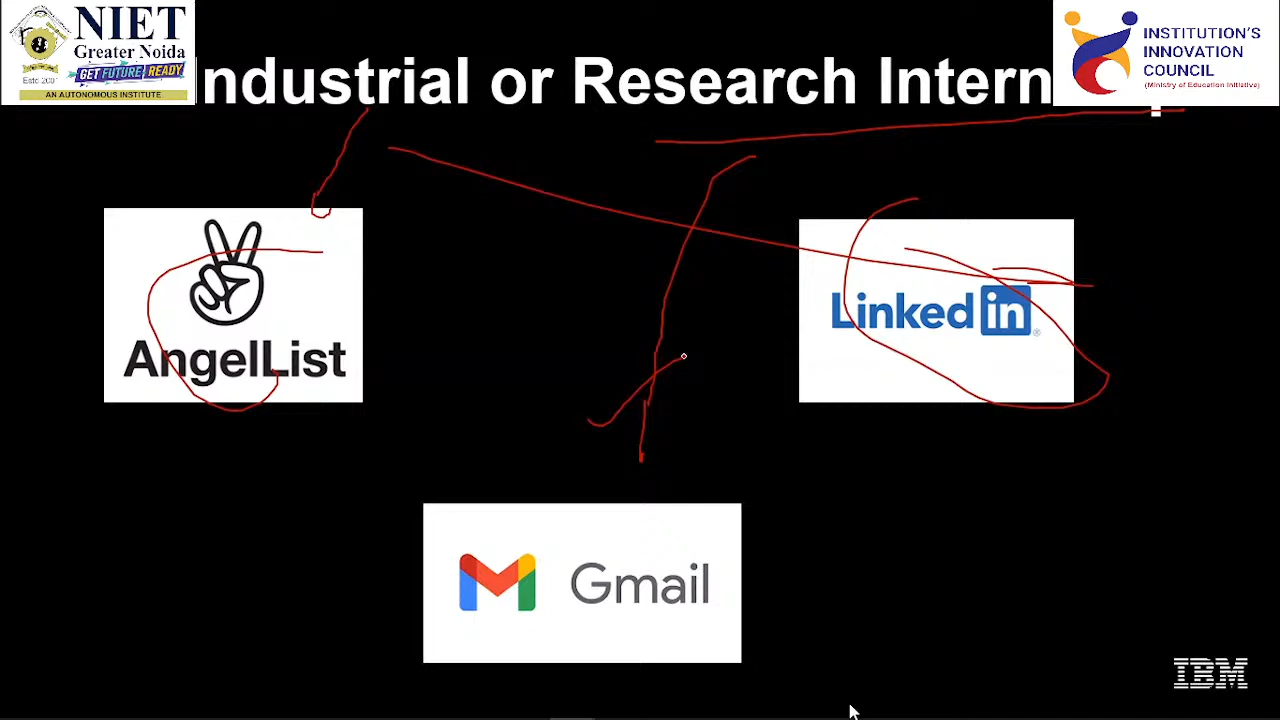 NIET
Greater Noida
GET FUTURE READY
AN AUTONOMOUS INSTITUTE
Industrial or Research Intern
INSTITUTION'S
INNOVATION
COUNCIL
(Ministry of Education Initiative)
AngelList
Linked in
Gmail
IBM